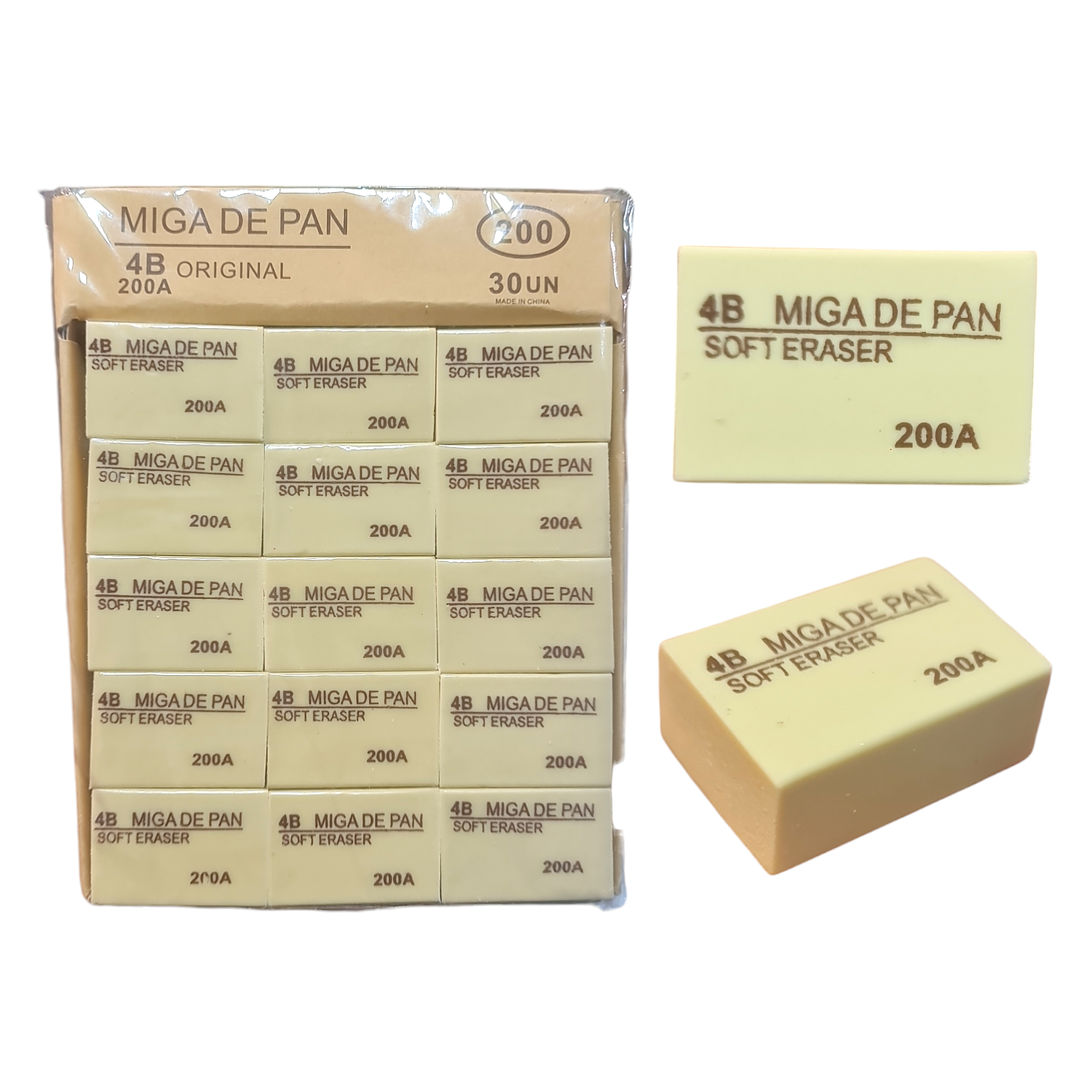 MIGA DE PAN
200
4B ORIGINAL
200A
30UN
MADE IN CHINA
4B MIGA DE PAN
SOFT ERASER
200A
4B MIGA DE PAN
SOFT ERASER
200A
4B MIGA DE PAN
SOFT ERASER
200A
4B MIGA DE PAN
SOFT ERASER
200A
4B MIGA DE PAN
SOFT ERASER
200A
4B MIGA DE PAN
SOFT ERASER
200A
4B MIGA DE PAN
SOFT ERASER
200A
4B MIGA DE PAN
SOFT ERASER
200A
4B MIGA DE PAN
SOFT ERASER
200A
4B MIGA DE PAN
SOFT ERASER
200A
4B MIGA DE PAN
SOFT ERASER
200A
4B MIGA DE PAN
SOFT ERASER
200A
4B MIGA DE PAN
SOFT ERASER
200A
4B MIGA DE PAN
SOFT ERASER
200A
4B MIGA DE PAN
SOFT ERASER
200A
4B MIGA DE PAN
SOFT ERASER
200A
4B MIGA DE PAN
SOFT ERASER
200A